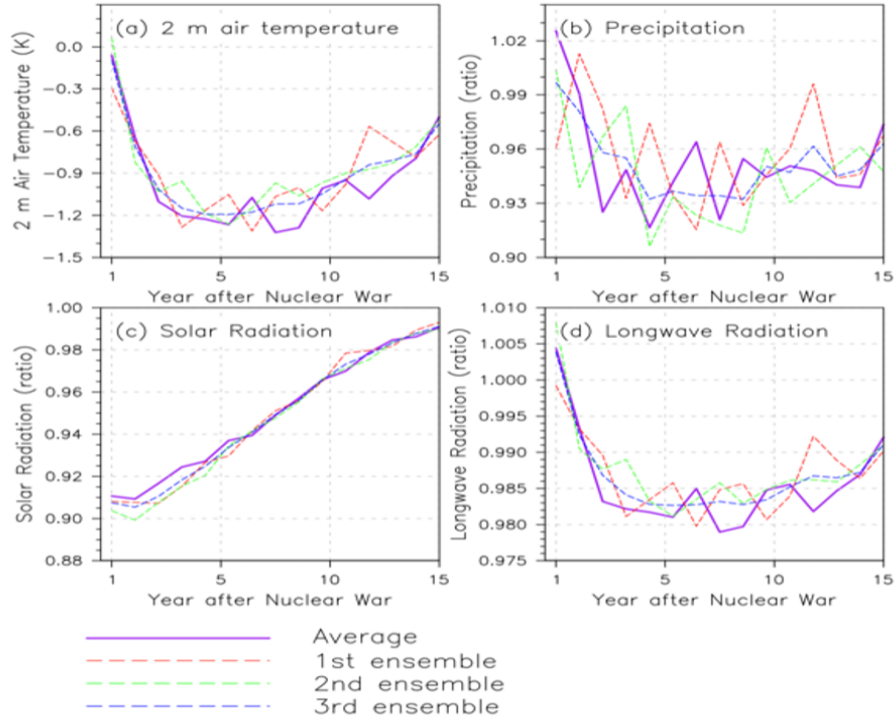 (a) 2 m air temperature
2 m Air Temperature (K)
0.0
−0.3
−0.6
−0.9
−1.2
−1.5
1 5 10 15
Year after Nuclear War
(b) Precipitation
Precipitation (ratio)
1.02
0.99
0.96
0.93
0.90
1 5 10 15
Year after Nuclear War
(c) Solar Radiation
Solar Radiation (ratio)
1.00
0.98
0.96
0.94
0.92
0.90
0.88
1 5 10 15
Year after Nuclear War
(d) Longwave Radiation
Longwave Radiation (ratio)
1.010
1.005
1.000
0.995
0.990
0.985
0.980
0.975
1 5 10 15
Year after Nuclear War
Average
1st ensemble
2nd ensemble
3rd ensemble